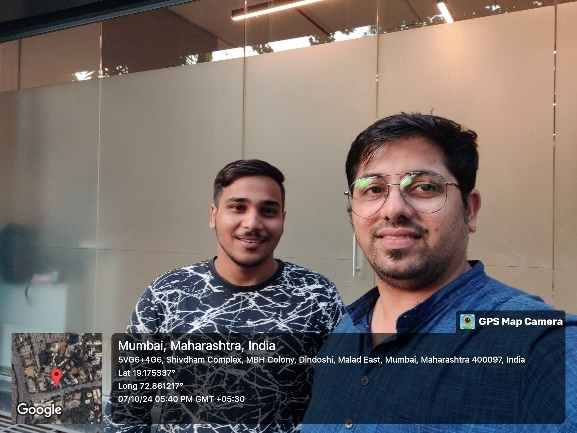 GPS Map Camera
Mumbai, Maharashtra, India
5VG6+4G6, Shivdham Complex, MBH Colony, Dindoshi, Malad East, Mumbai, Maharashtra 400097, India
Lat 19.175337°
Long 72.861217°
07/10/24 05:40 PM GMT +05:30
Google